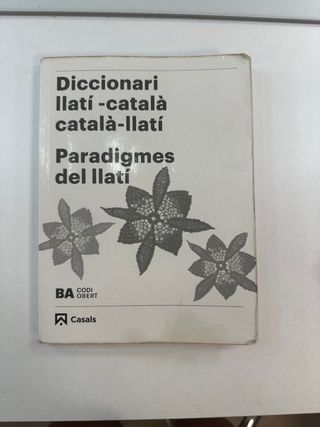 Diccionari
llatí -català
català-llatí
Paradigmes
del llatí
BA CODI
OBERT
Casals